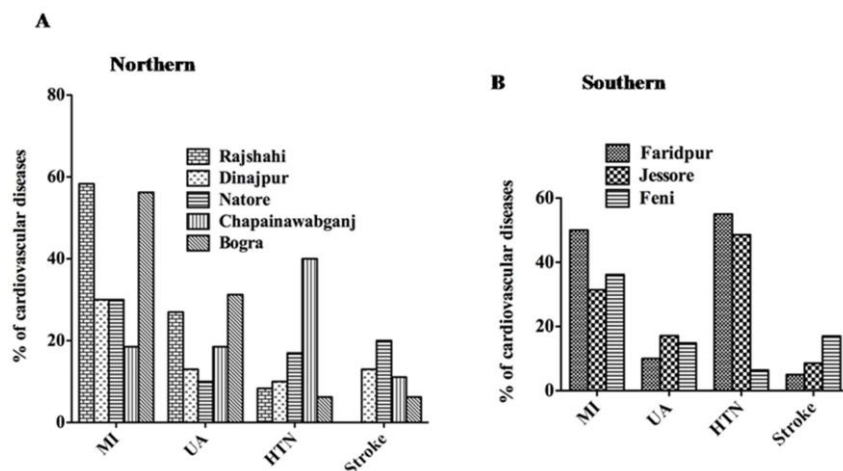 A
Northern
% of cardiovascular diseases
80
60
40
20
0
Rajshahi
Dinajpur
Natore
Chapainawabganj
Bogra
MI
UA
HTN
Stroke
B
Southern
% of cardiovascular diseases
60
40
20
0
Faridpur
Jessore
Feni
MI
UA
HTN
Stroke